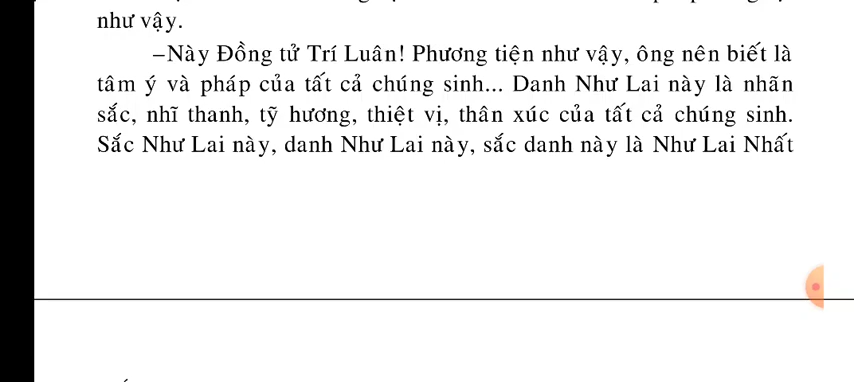 như vậy.
–Này Đồng tử Trí Luân! Phương tiện như vậy, ông nên biết là
tâm ý và pháp của tất cả chúng sinh... Danh Như Lai này là nhãn
sắc, nhĩ thanh, tỹ hương, thiệt vị, thân xúc của tất cả chúng sinh.
Sắc Như Lai này, danh Như Lai này, sắc danh này là Như Lai Nhất